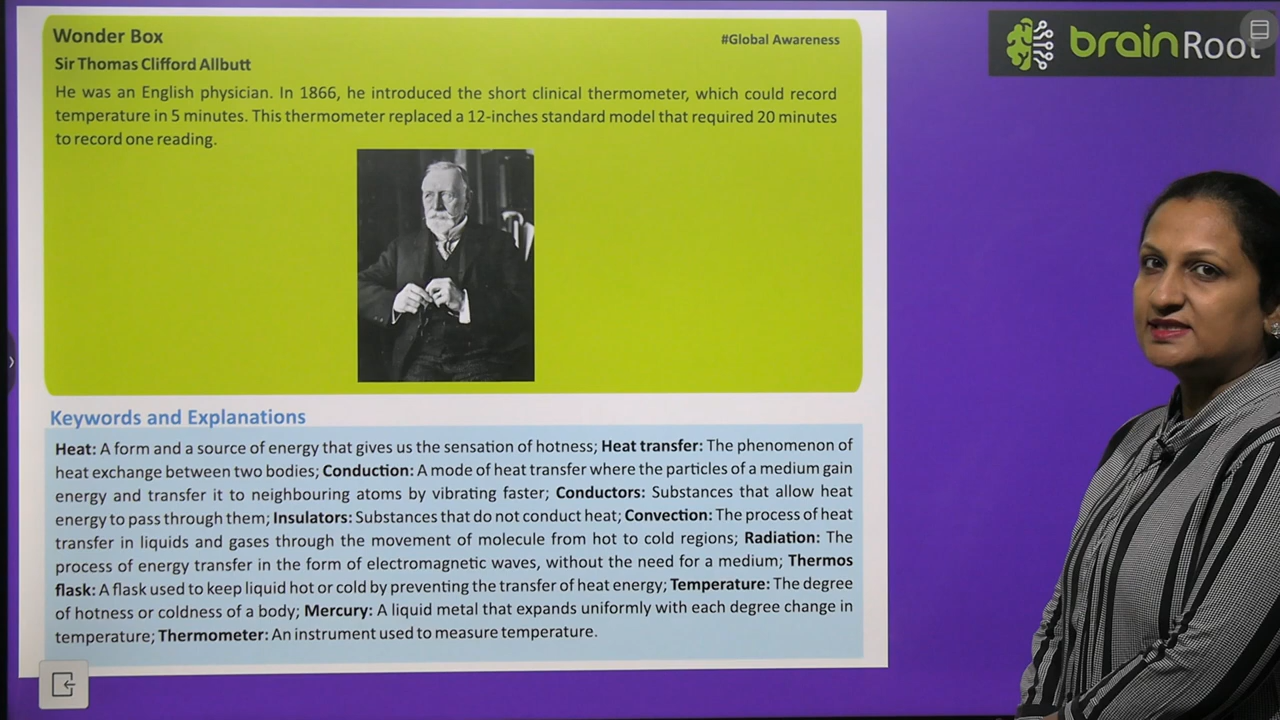 Wonder Box
#Global Awareness
Sir Thomas Clifford Allbutt
He was an English physician. In 1866, he introduced the short clinical thermometer, which could record
temperature in 5 minutes. This thermometer replaced a 12-inches standard model that required 20 minutes
to record one reading.
Keywords and Explanations
Heat: A form and a source of energy that gives us the sensation of hotness; Heat transfer: The phenomenon of
heat exchange between two bodies; Conduction: A mode of heat transfer where the particles of a medium gain
energy and transfer it to neighbouring atoms by vibrating faster; Conductors: Substances that allow heat
energy to pass through them; Insulators: Substances that do not conduct heat; Convection: The process of heat
transfer in liquids and gases through the movement of molecule from hot to cold regions; Radiation: The
process of energy transfer in the form of electromagnetic waves, without the need for a medium; Thermos
flask: A flask used to keep liquid hot or cold by preventing the transfer of heat energy; Temperature: The degree
of hotness or coldness of a body; Mercury: A liquid metal that expands uniformly with each degree change in
temperature; Thermometer: An instrument used to measure temperature.
brain Root